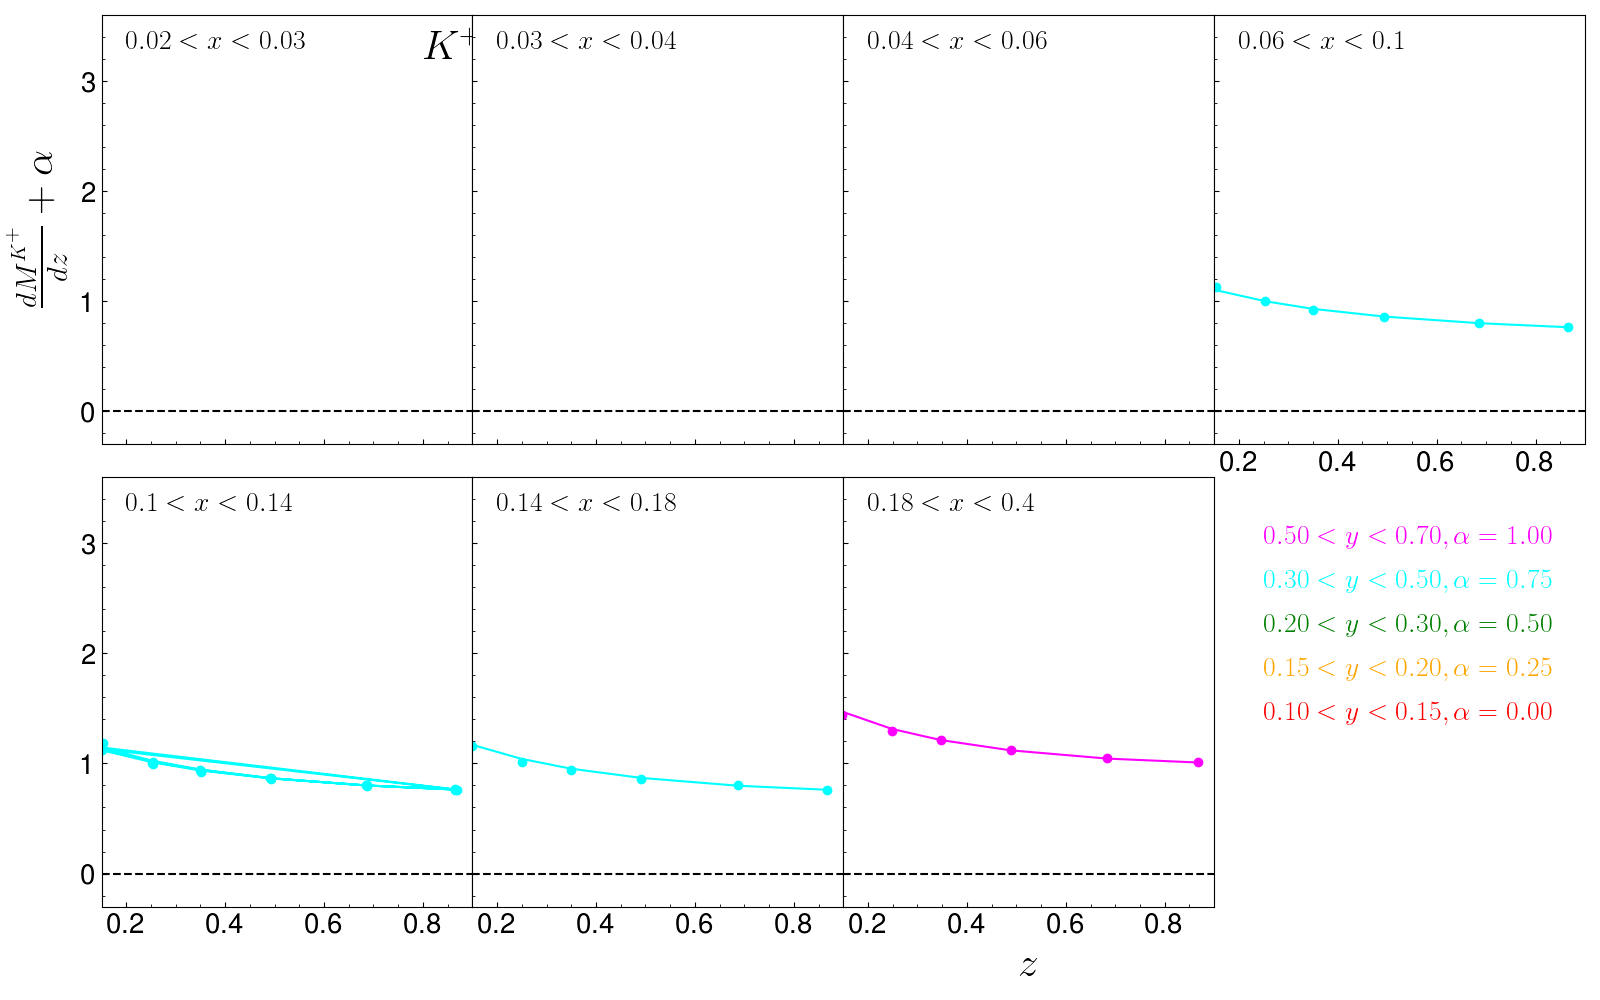 0.02 < x < 0.03
K⁺
0.03 < x < 0.04
0.04 < x < 0.06
0.06 < x < 0.1
dM^{K⁺}/dz + α
3
2
1
0
0.2 0.4 0.6 0.8
0.1 < x < 0.14
0.14 < x < 0.18
0.18 < x < 0.4
3
2
1
0
0.2 0.4 0.6 0.8
0.2 0.4 0.6 0.8
0.2 0.4 0.6 0.8
z
0.50 < y < 0.70, α = 1.00
0.30 < y < 0.50, α = 0.75
0.20 < y < 0.30, α = 0.50
0.15 < y < 0.20, α = 0.25
0.10 < y < 0.15, α = 0.00